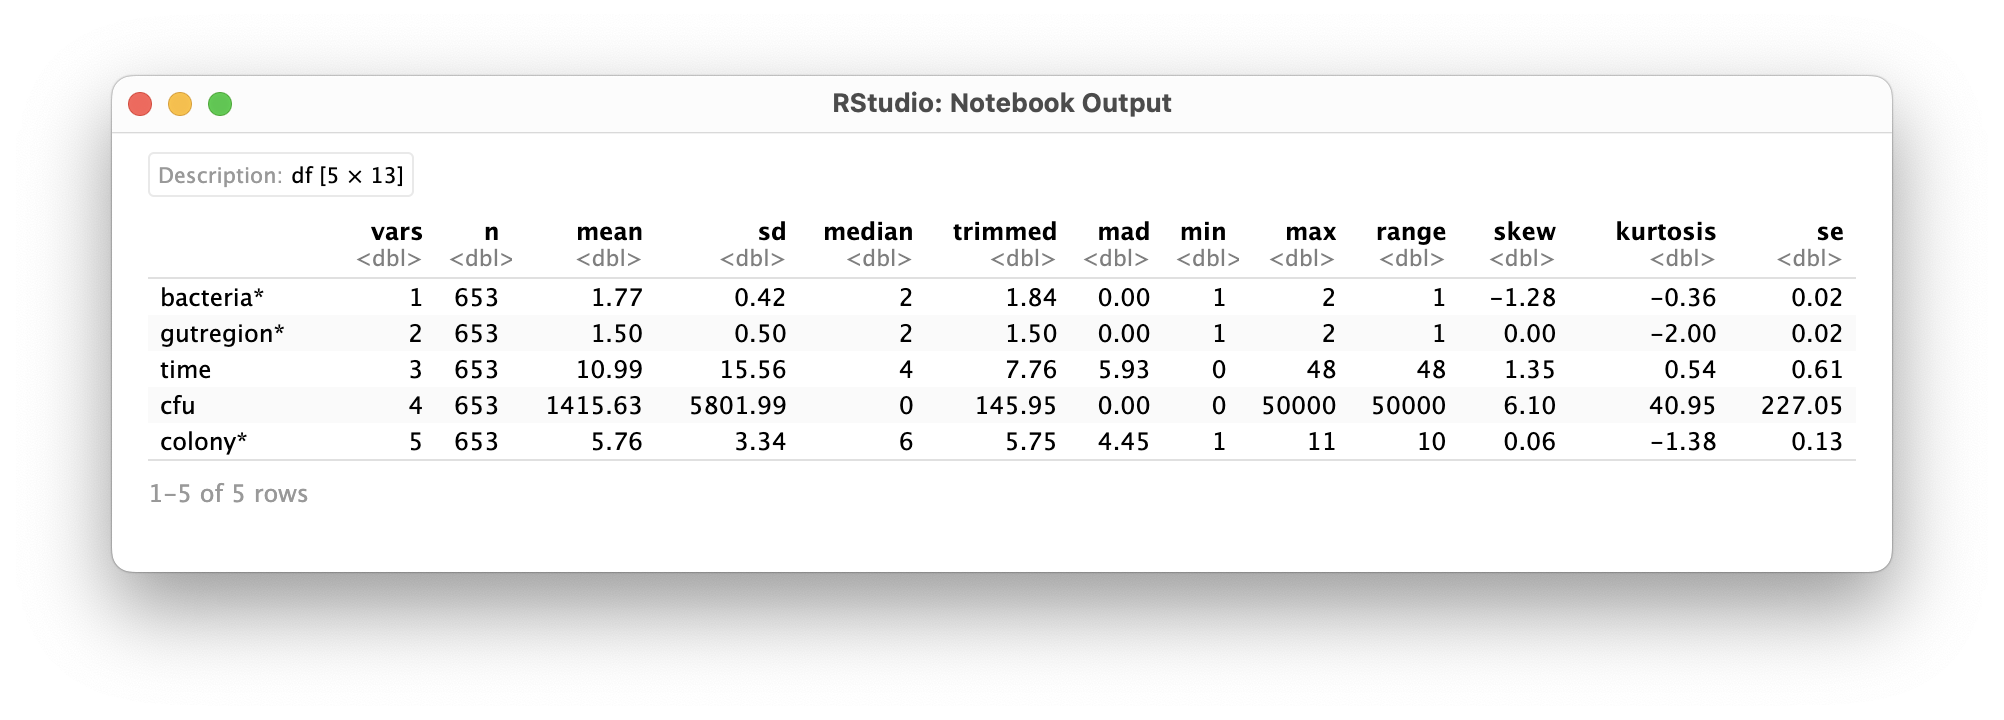 RStudio: Notebook Output
Description: df [5 × 13]
vars n mean sd median trimmed mad min max range skew kurtosis se
<dbl> <dbl> <dbl> <dbl> <dbl> <dbl> <dbl> <dbl> <dbl> <dbl> <dbl> <dbl> <dbl>
bacteria* 1 653 1.77 0.42 2 1.84 0.00 1 2 1 −1.28 −0.36 0.02
gutregion* 2 653 1.50 0.50 2 1.50 0.00 1 2 1 0.00 −2.00 0.02
time 3 653 10.99 15.56 4 7.76 5.93 0 48 48 1.35 0.54 0.61
cfu 4 653 1415.63 5801.99 0 145.95 0.00 0 50000 50000 6.10 40.95 227.05
colony* 5 653 5.76 3.34 6 5.75 4.45 1 11 10 0.06 −1.38 0.13
1–5 of 5 rows